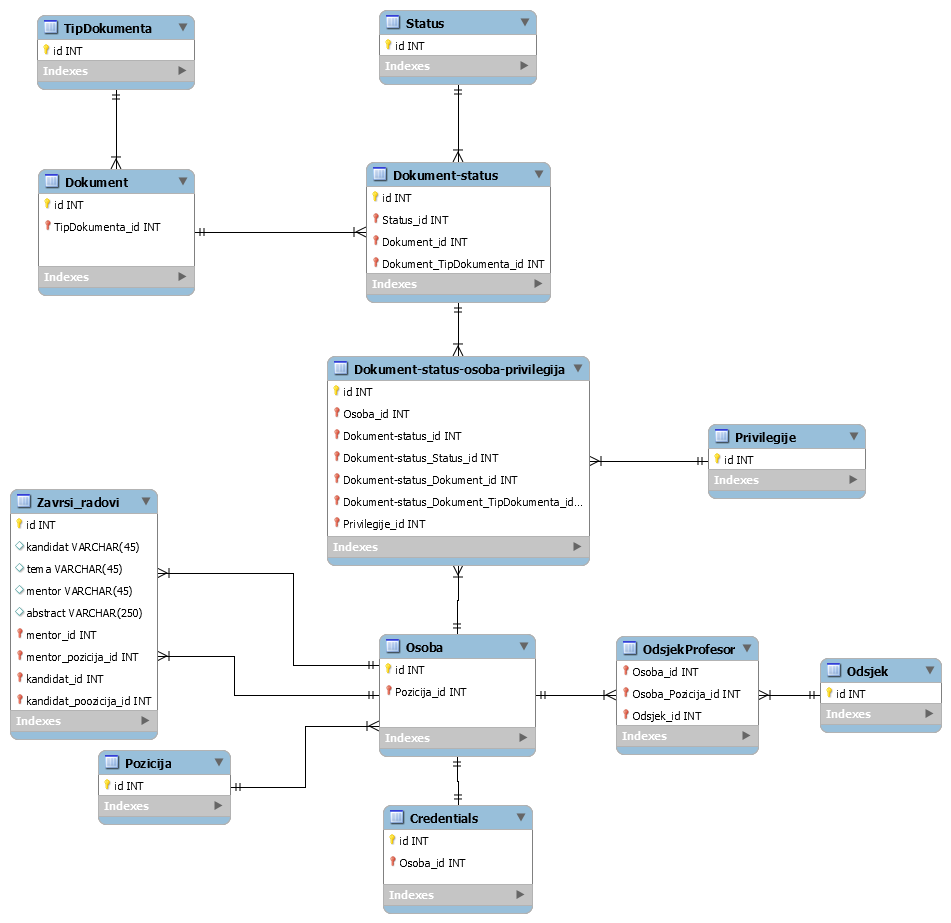 TipDokumenta
id INT
Indexes
Status
id INT
Indexes
Dokument
id INT
TipDokumenta_id INT
Indexes
Dokument-status
id INT
Status_id INT
Dokument_id INT
Dokument_TipDokumenta_id INT
Indexes
Dokument-status-osoba-privilegija
id INT
Osoba_id INT
Dokument-status_id INT
Dokument-status_Status_id INT
Dokument-status_Dokument_id INT
Dokument-status_Dokument_TipDokumenta_id...
Privilegije_id INT
Indexes
Privilegije
id INT
Indexes
Zavrsi_radovi
id INT
kandidat VARCHAR(45)
tema VARCHAR(45)
mentor VARCHAR(45)
abstract VARCHAR(250)
mentor_id INT
mentor_pozicija_id INT
kandidat_id INT
kandidat_poozicija_id INT
Indexes
Osoba
id INT
Pozicija_id INT
Indexes
OdsjekProfesor
Osoba_id INT
Osoba_Pozicija_id INT
Odsjek_id INT
Indexes
Odsjek
id INT
Indexes
Pozicija
id INT
Indexes
Credentials
id INT
Osoba_id INT
Indexes